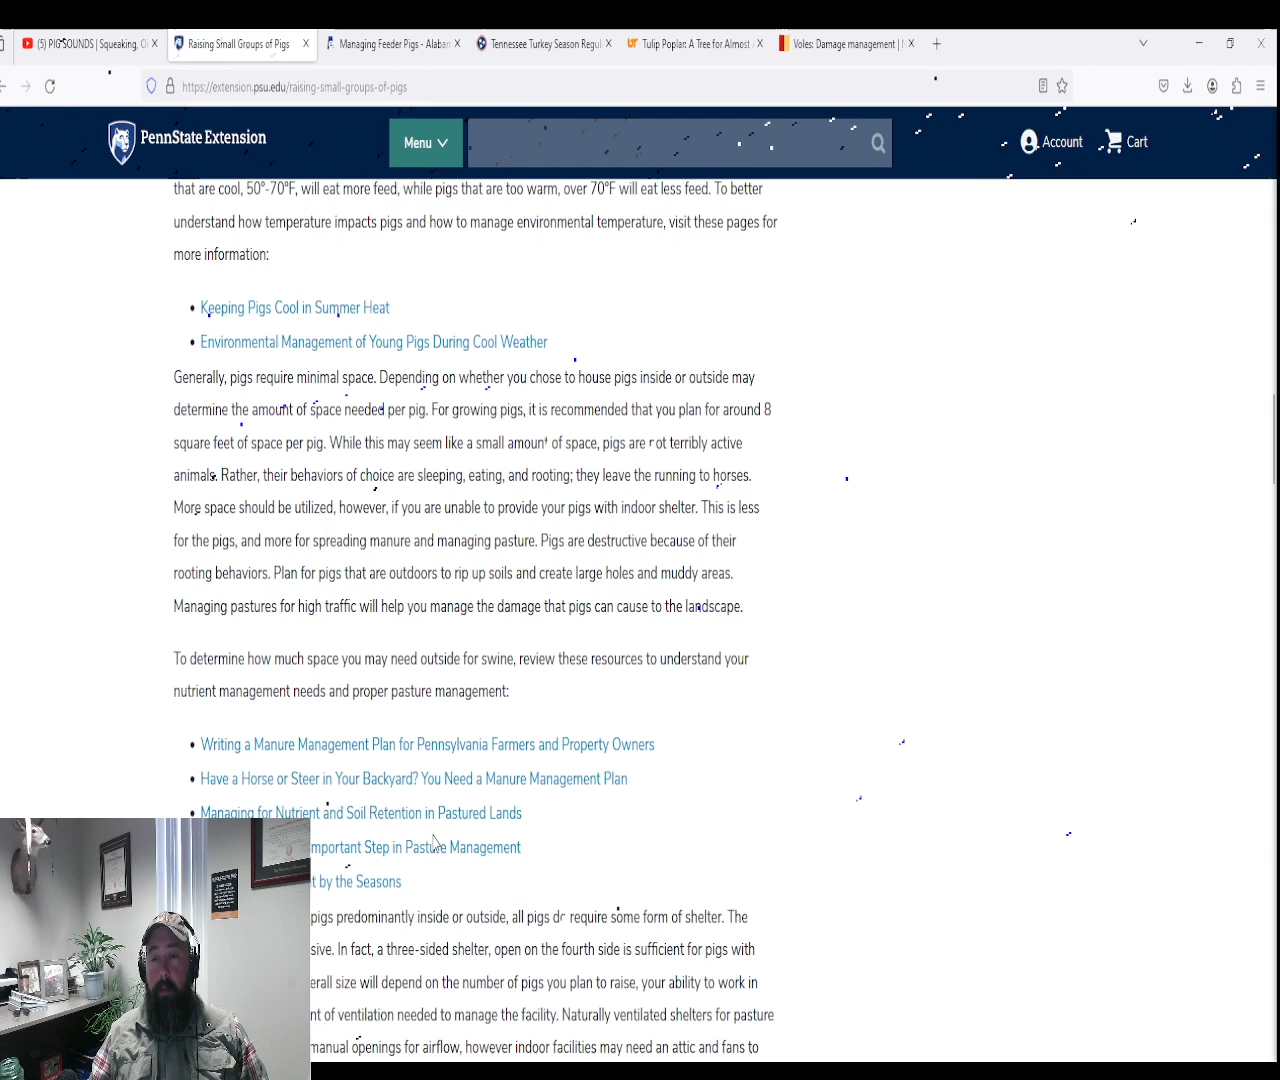 (5) PIG SOUNDS | Squeaking, O
Raising Small Groups of Pigs
Managing Feeder Pigs - Alabam
Tennessee Turkey Season Regul
Tulip Poplar: A Tree for Almost
Voles: Damage management |
https://extension.psu.edu/raising-small-groups-of-pigs
PennState Extension
Menu
Account
Cart
that are cool, 50°-70°F, will eat more feed, while pigs that are too warm, over 70°F will eat less feed. To better
understand how temperature impacts pigs and how to manage environmental temperature, visit these pages for
more information:
• Keeping Pigs Cool in Summer Heat
• Environmental Management of Young Pigs During Cool Weather
Generally, pigs require minimal space. Depending on whether you chose to house pigs inside or outside may
determine the amount of space needed per pig. For growing pigs, it is recommended that you plan for around 8
square feet of space per pig. While this may seem like a small amount of space, pigs are not terribly active
animals. Rather, their behaviors of choice are sleeping, eating, and rooting; they leave the running to horses.
More space should be utilized, however, if you are unable to provide your pigs with indoor shelter. This is less
for the pigs, and more for spreading manure and managing pasture. Pigs are destructive because of their
rooting behaviors. Plan for pigs that are outdoors to rip up soils and create large holes and muddy areas.
Managing pastures for high traffic will help you manage the damage that pigs can cause to the landscape.
To determine how much space you may need outside for swine, review these resources to understand your
nutrient management needs and proper pasture management:
• Writing a Manure Management Plan for Pennsylvania Farmers and Property Owners
• Have a Horse or Steer in Your Backyard? You Need a Manure Management Plan
• Managing for Nutrient and Soil Retention in Pastured Lands
mportant Step in Pasture Management
t by the Seasons
pigs predominantly inside or outside, all pigs do require some form of shelter. The
sive. In fact, a three-sided shelter, open on the fourth side is sufficient for pigs with
erall size will depend on the number of pigs you plan to raise, your ability to work in
nt of ventilation needed to manage the facility. Naturally ventilated shelters for pasture
manual openings for airflow, however indoor facilities may need an attic and fans to